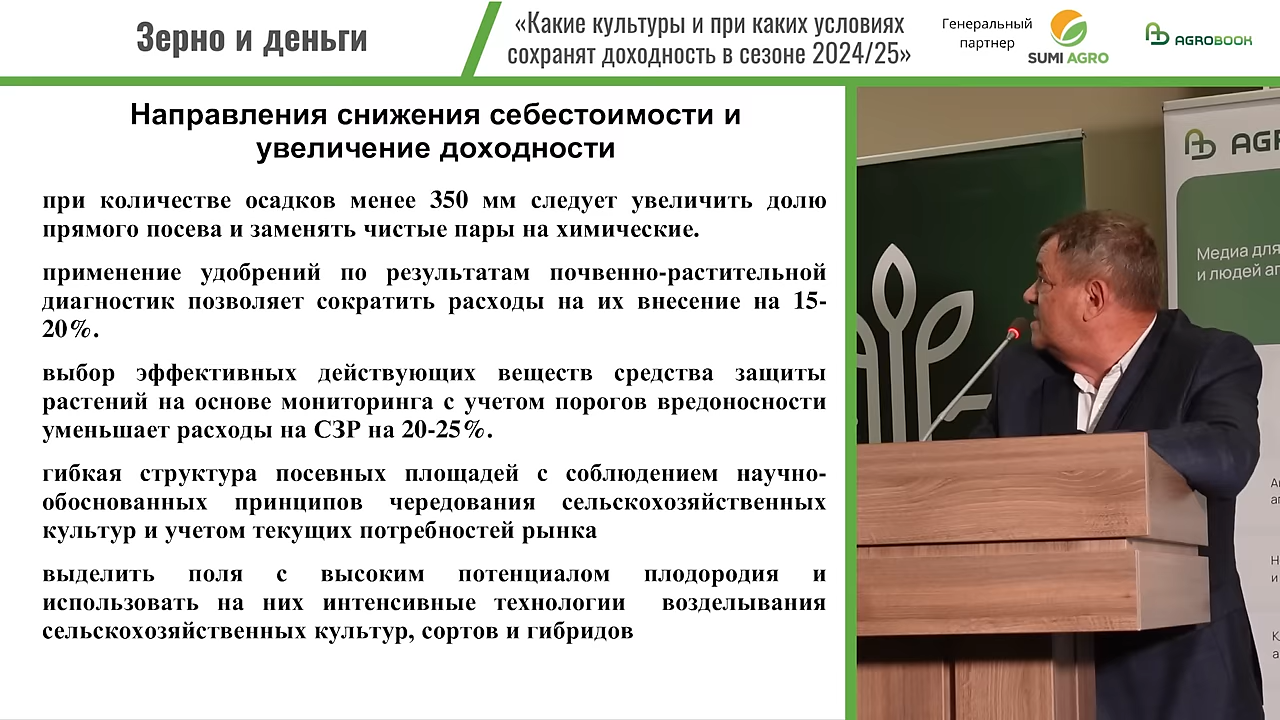 Зерно и деньги
«Какие культуры и при каких условиях
сохранят доходность в сезоне 2024/25»
Генеральный
партнер
SUMI AGRO
AGROBOOK
Направления снижения себестоимости и
увеличение доходности
при количестве осадков менее 350 мм следует увеличить долю
прямого посева и заменять чистые пары на химические.
применение удобрений по результатам почвенно-растительной
диагностик позволяет сократить расходы на их внесение на 15-
20%.
выбор эффективных действующих веществ средства защиты
растений на основе мониторинга с учетом порогов вредоносности
уменьшает расходы на СЗР на 20-25%.
гибкая структура посевных площадей с соблюдением научно-
обоснованных принципов чередования сельскохозяйственных
культур и учетом текущих потребностей рынка
выделить поля с высоким потенциалом плодородия и
использовать на них интенсивные технологии возделывания
сельскохозяйственных культур, сортов и гибридов
Медиа для
и людей